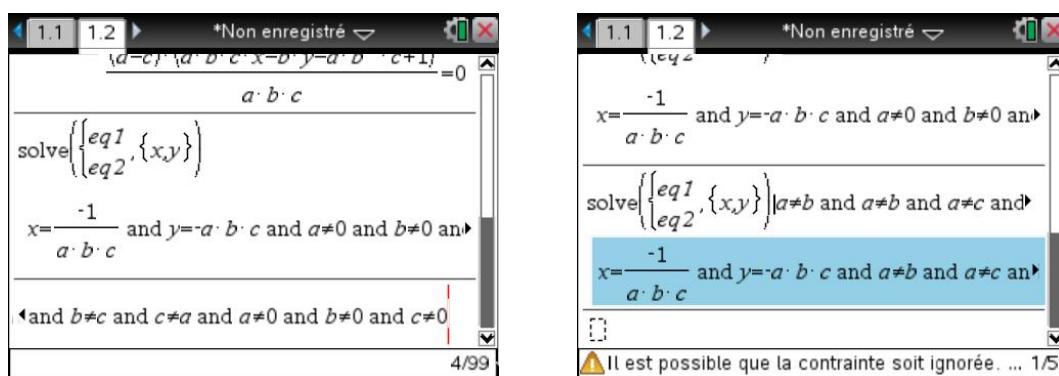 1.1 1.2 *Non enregistré
=0
a· b· c
solve({eq1
eq2 ,{x,y})
x= -1
a· b· c and y=-a· b· c and a≠0 and b≠0 an
and b≠c and c≠a and a≠0 and b≠0 and c≠0
4/99
1.1 1.2 *Non enregistré
x= -1
a· b· c and y=-a· b· c and a≠0 and b≠0 an
solve({eq1
eq2 ,{x,y})|a≠b and a≠b and a≠c and
x= -1
a· b· c and y=-a· b· c and a≠b and a≠c an
Il est possible que la contrainte soit ignorée. ... 1/5